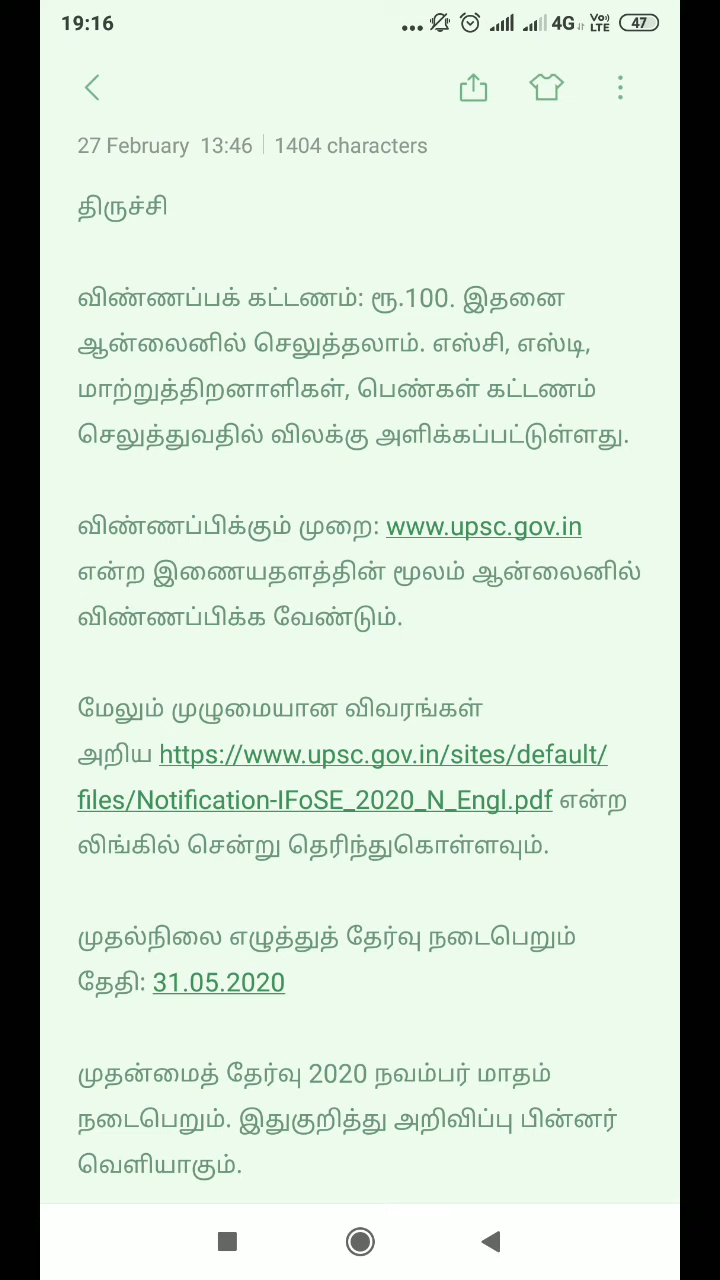 19:16 ... 4G Vo) LTE 47
27 February 13:46 | 1404 characters
திருச்சி
விண்ணப்பக் கட்டணம்: ரூ.100. இதனை
ஆன்லைனில் செலுத்தலாம். எஸ்சி, எஸ்டி,
மாற்றுத்திறனாளிகள், பெண்கள் கட்டணம்
செலுத்துவதில் விலக்கு அளிக்கப்பட்டுள்ளது.
விண்ணப்பிக்கும் முறை: www.upsc.gov.in
என்ற இணையதளத்தின் மூலம் ஆன்லைனில்
விண்ணப்பிக்க வேண்டும்.
மேலும் முழுமையான விவரங்கள்
அறிய https://www.upsc.gov.in/sites/default/
files/Notification-IFoSE_2020_N_Engl.pdf என்ற
லிங்கில் சென்று தெரிந்துகொள்ளவும்.
முதல்நிலை எழுத்துத் தேர்வு நடைபெறும்
தேதி: 31.05.2020
முதன்மைத் தேர்வு 2020 நவம்பர் மாதம்
நடைபெறும். இதுகுறித்து அறிவிப்பு பின்னர்
வெளியாகும்.